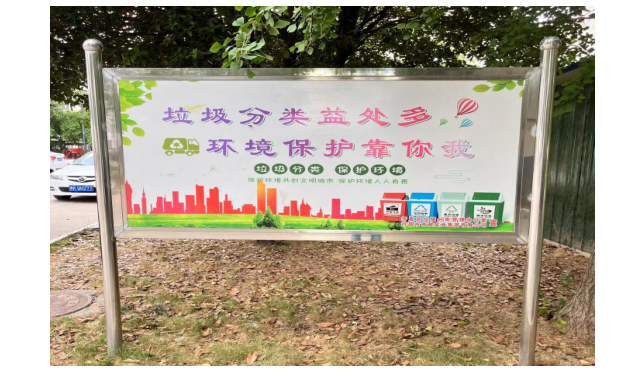 垃圾分类益处多
环境保护靠你我
垃圾分类 保护环境
保护环境共创文明城市 保护环境人人有责